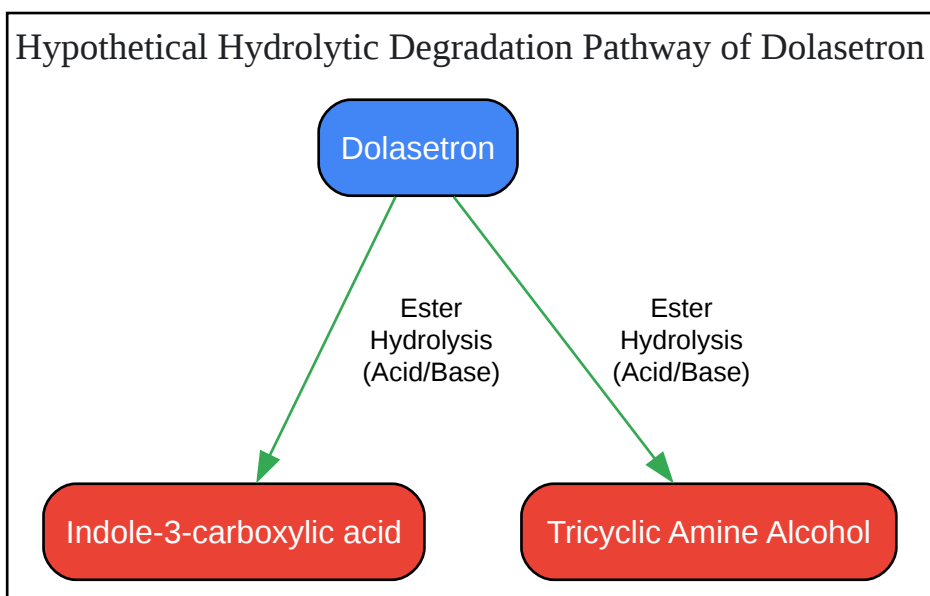 Hypothetical Hydrolytic Degradation Pathway of Dolasetron
Dolasetron
Ester
Hydrolysis
(Acid/Base)
Ester
Hydrolysis
(Acid/Base)
Indole-3-carboxylic acid
Tricyclic Amine Alcohol